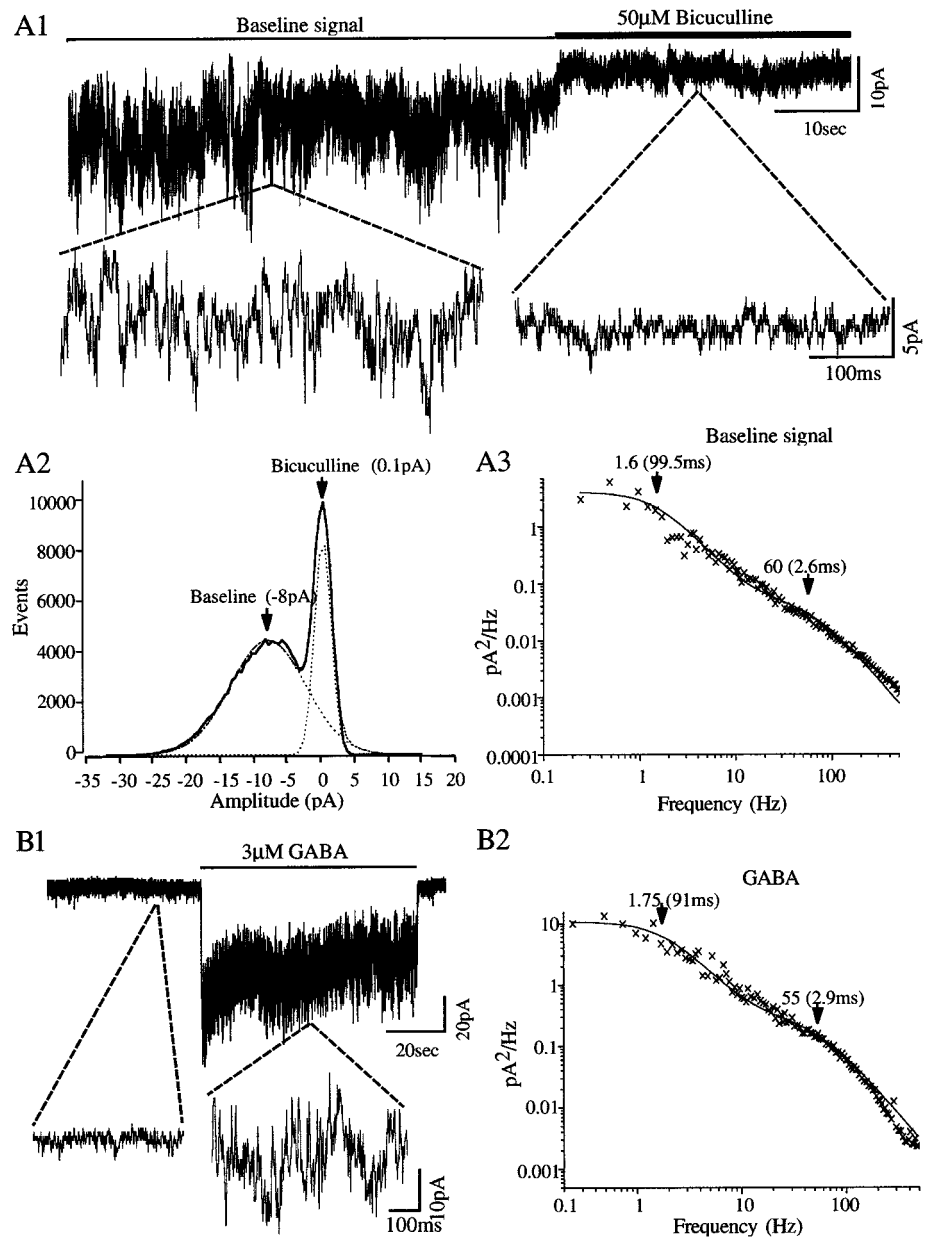 A1
Baseline signal
50μM Bicuculline
10pA
10sec
5pA
100ms
A2
Bicuculline (0.1pA)
Baseline (-8pA)
Events
10000
8000
6000
4000
2000
0
-35 -30 -25 -20 -15 -10 -5 0 5 10 15 20
Amplitude (pA)
A3
Baseline signal
1.6 (99.5ms)
60 (2.6ms)
pA²/Hz
1
0.1
0.01
0.001
0.0001
0.1 1 10 100
Frequency (Hz)
B1
3μM GABA
20pA
20sec
10pA
100ms
B2
GABA
1.75 (91ms)
55 (2.9ms)
pA²/Hz
10
1
0.1
0.01
0.001
0.1 1 10 100
Frequency (Hz)